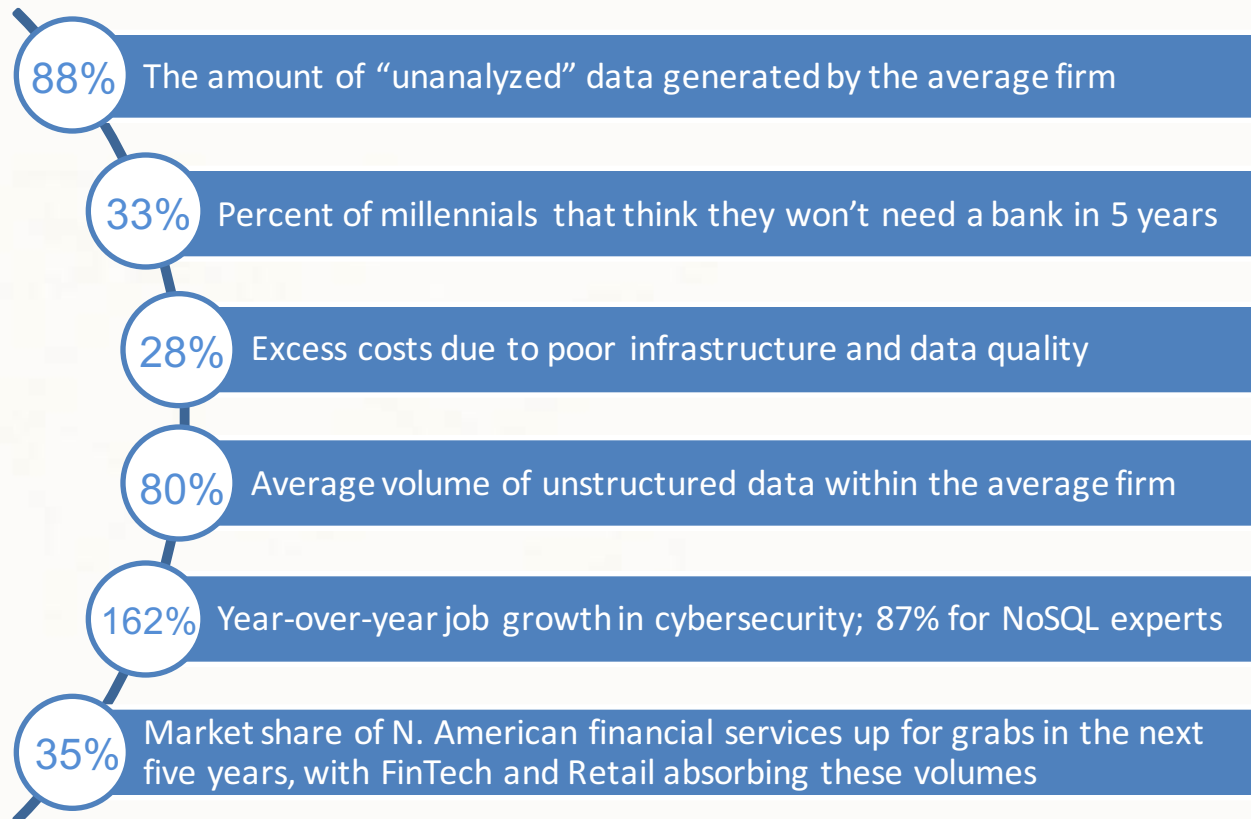 88%
The amount of “unanalyzed” data generated by the average firm
33%
Percent of millennials that think they won’t need a bank in 5 years
28%
Excess costs due to poor infrastructure and data quality
80%
Average volume of unstructured data within the average firm
162%
Year-over-year job growth in cybersecurity; 87% for NoSQL experts
35%
Market share of N. American financial services up for grabs in the next
five years, with FinTech and Retail absorbing these volumes